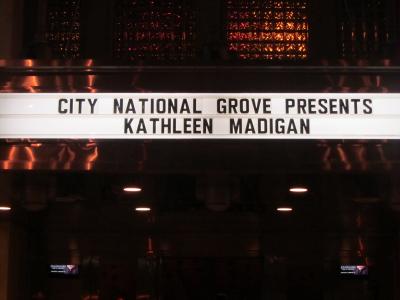 CITY NATIONAL GROVE PRESENTS
KATHLEEN MADIGAN